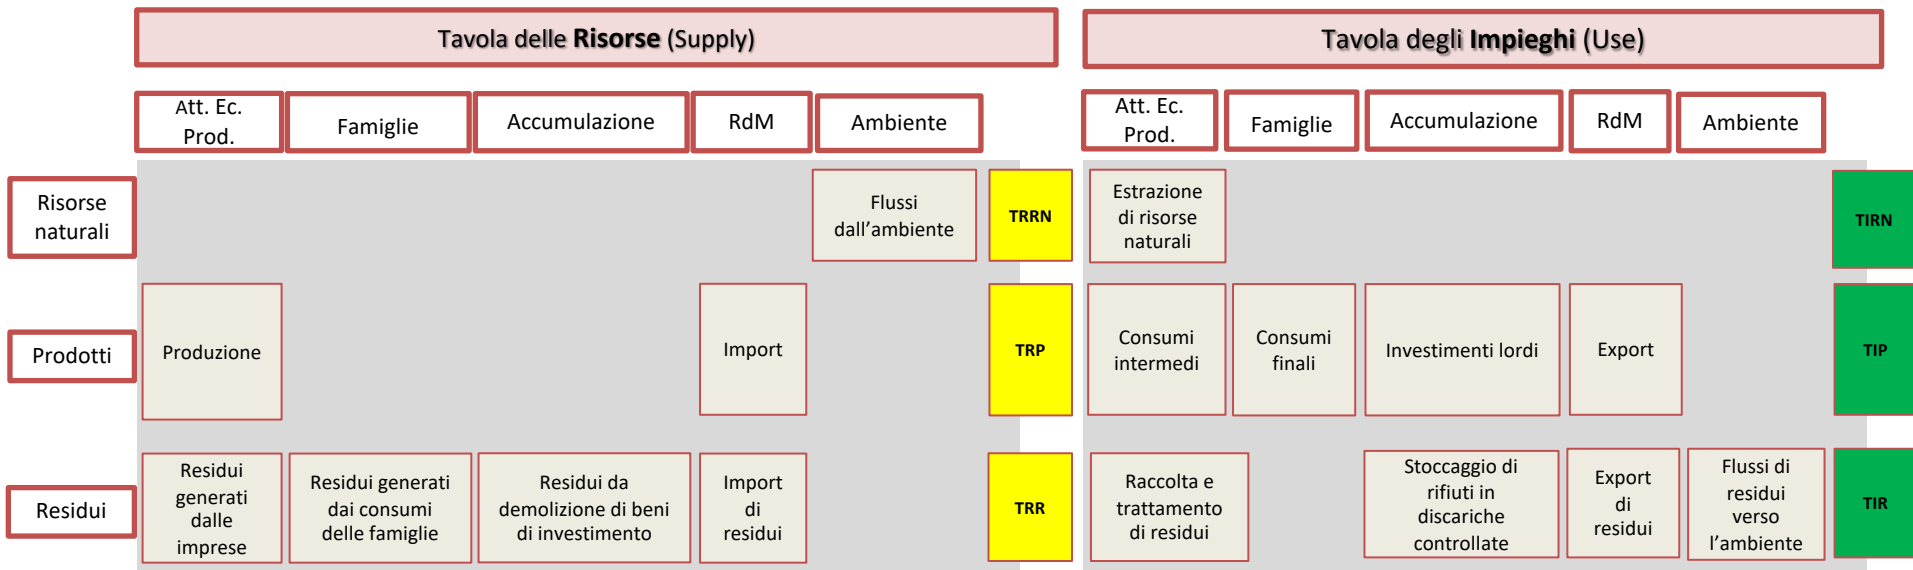 Tavola delle Risorse (Supply)
Tavola degli Impieghi (Use)
Att. Ec.
Prod.
Famiglie
Accumulazione
RdM
Ambiente
Att. Ec.
Prod.
Famiglie
Accumulazione
RdM
Ambiente
Risorse
naturali
Flussi
dall'ambiente
TRRN
Estrazione
di risorse
naturali
TIRN
Prodotti
Produzione
Import
TRP
Consumi
intermedi
Consumi
finali
Investimenti lordi
Export
TIP
Residui
Residui
generati
dalle
imprese
Residui generati
dai consumi
delle famiglie
Residui da
demolizione di beni
di investimento
Import
di
residui
TRR
Raccolta e
trattamento
di residui
Stoccaggio di
rifiuti in
discariche
controllate
Export
di
residui
Flussi di
residui
verso
l'ambiente
TIR